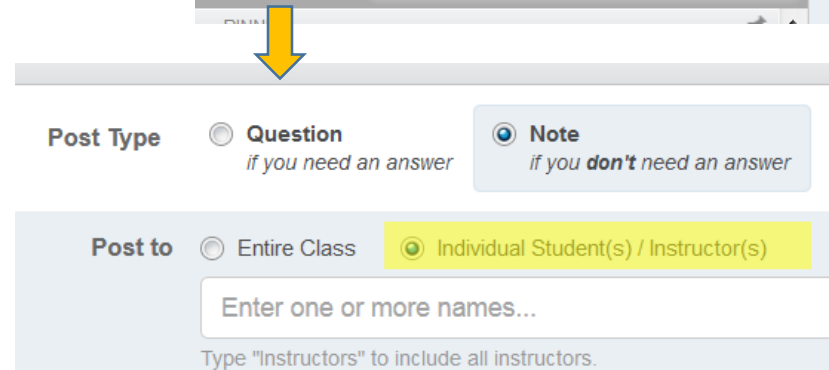 Post Type Question Note
if you need an answer if you don't need an answer
Post to Entire Class Individual Student(s) / Instructor(s)
Enter one or more names...
Type "Instructors" to include all instructors.